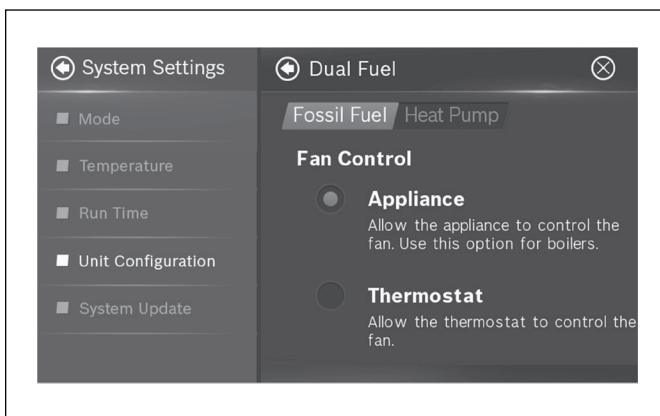 System Settings
Mode
Temperature
Run Time
Unit Configuration
System Update
Dual Fuel
Fossil Fuel
Heat Pump
Fan Control
Appliance
Allow the appliance to control the
fan. Use this option for boilers.
Thermostat
Allow the thermostat to control the
fan.